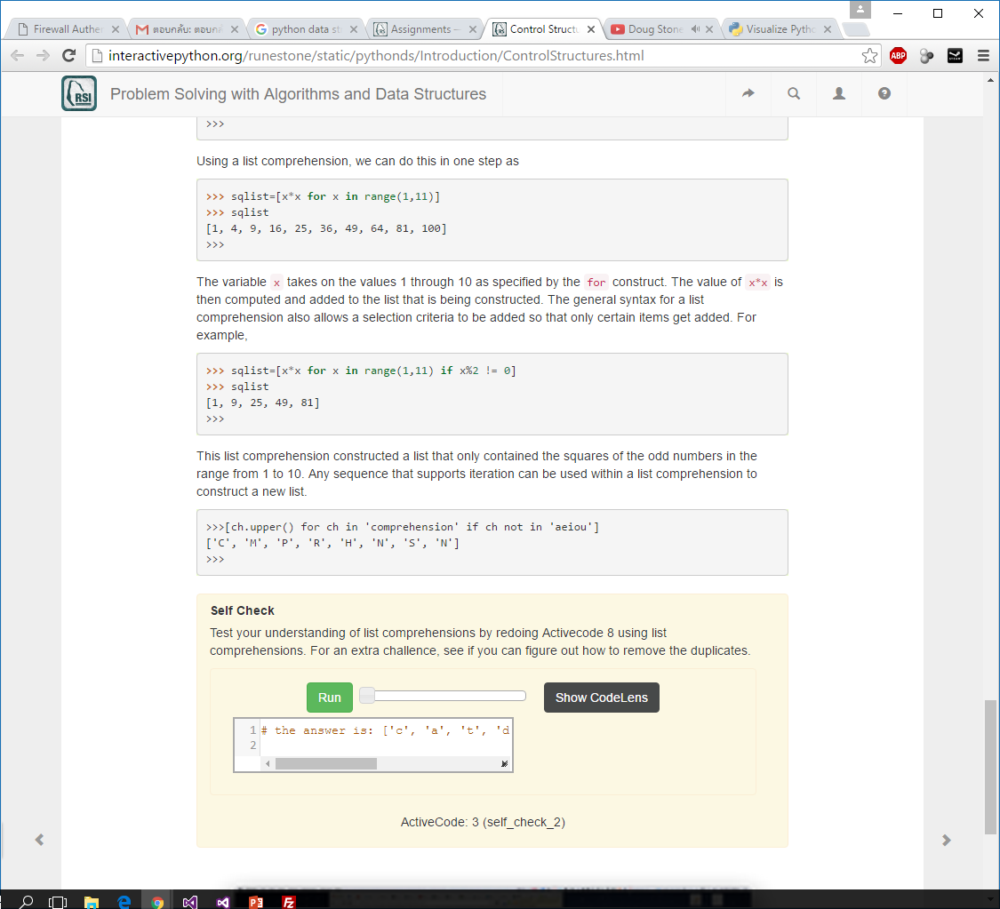 Firewall Auther
ตอบกลับ: ตอบกล
python data st
Assignments —
Control Structu
Doug Stone
Visualize Pytho
interactivepython.org/runestone/static/pythonds/Introduction/ControlStructures.html
ABP
RSI
Problem Solving with Algorithms and Data Structures
>>>
Using a list comprehension, we can do this in one step as
>>> sqlist=[x*x for x in range(1,11)]
>>> sqlist
[1, 4, 9, 16, 25, 36, 49, 64, 81, 100]
>>>
The variable x takes on the values 1 through 10 as specified by the for construct. The value of x*x is
then computed and added to the list that is being constructed. The general syntax for a list
comprehension also allows a selection criteria to be added so that only certain items get added. For
example,
>>> sqlist=[x*x for x in range(1,11) if x%2 != 0]
>>> sqlist
[1, 9, 25, 49, 81]
>>>
This list comprehension constructed a list that only contained the squares of the odd numbers in the
range from 1 to 10. Any sequence that supports iteration can be used within a list comprehension to
construct a new list.
>>>[ch.upper() for ch in 'comprehension' if ch not in 'aeiou']
['C', 'M', 'P', 'R', 'H', 'N', 'S', 'N']
>>>
Self Check
Test your understanding of list comprehensions by redoing Activecode 8 using list
comprehensions. For an extra challence, see if you can figure out how to remove the duplicates.
Run
Show CodeLens
1 # the answer is: ['c', 'a', 't', 'd
2
ActiveCode: 3 (self_check_2)